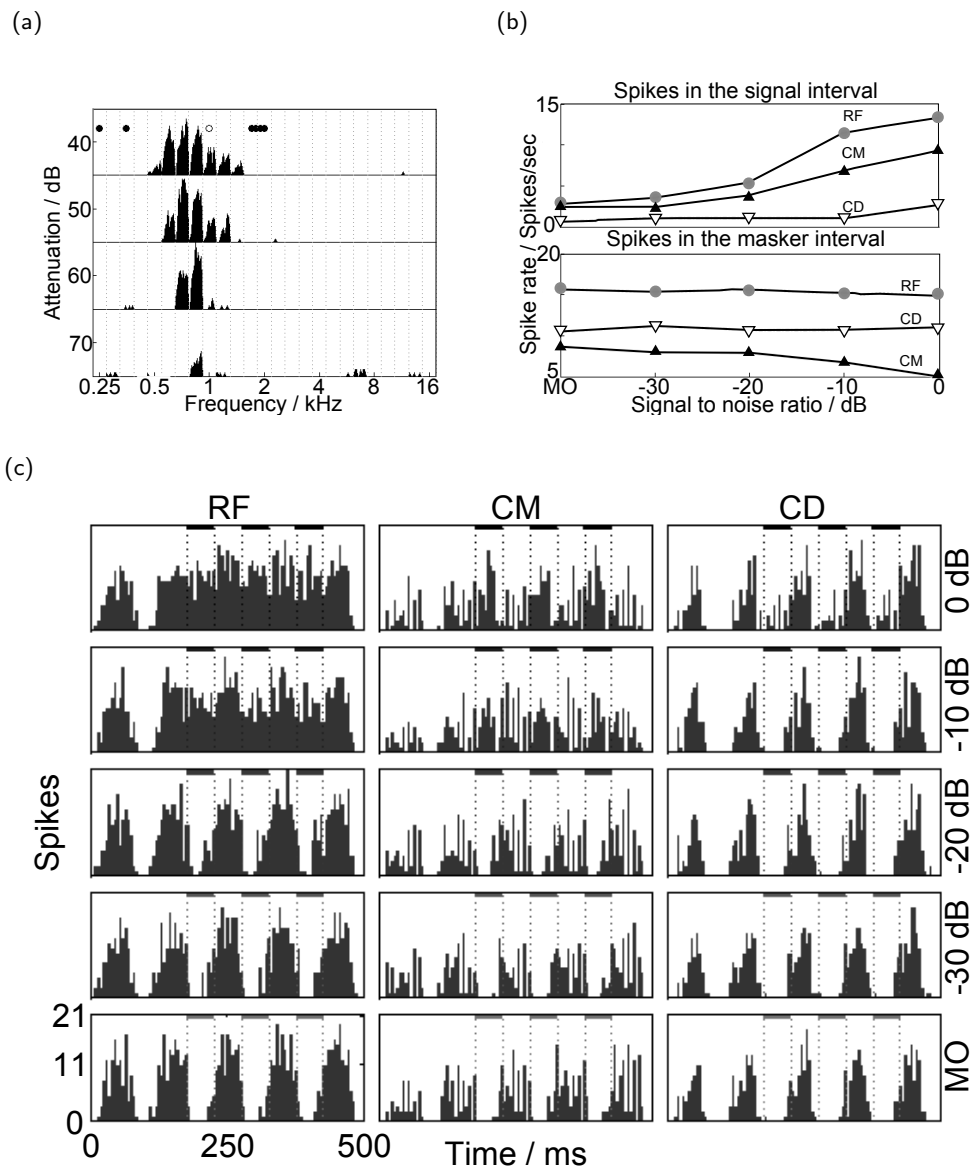 (a)
40
50
60
70
Attenuation / dB
0.25 0.5 1 2 4 8 16
Frequency / kHz
(b)
Spikes in the signal interval
15
0
RF
CM
CD
Spikes in the masker interval
20
5
RF
CD
CM
Spike rate / Spikes/sec
MO -30 -20 -10 0
Signal to noise ratio / dB
(c)
RF CM CD
0 dB
-10 dB
-20 dB
-30 dB
MO
Spikes
21
11
0
0 250 500
Time / ms